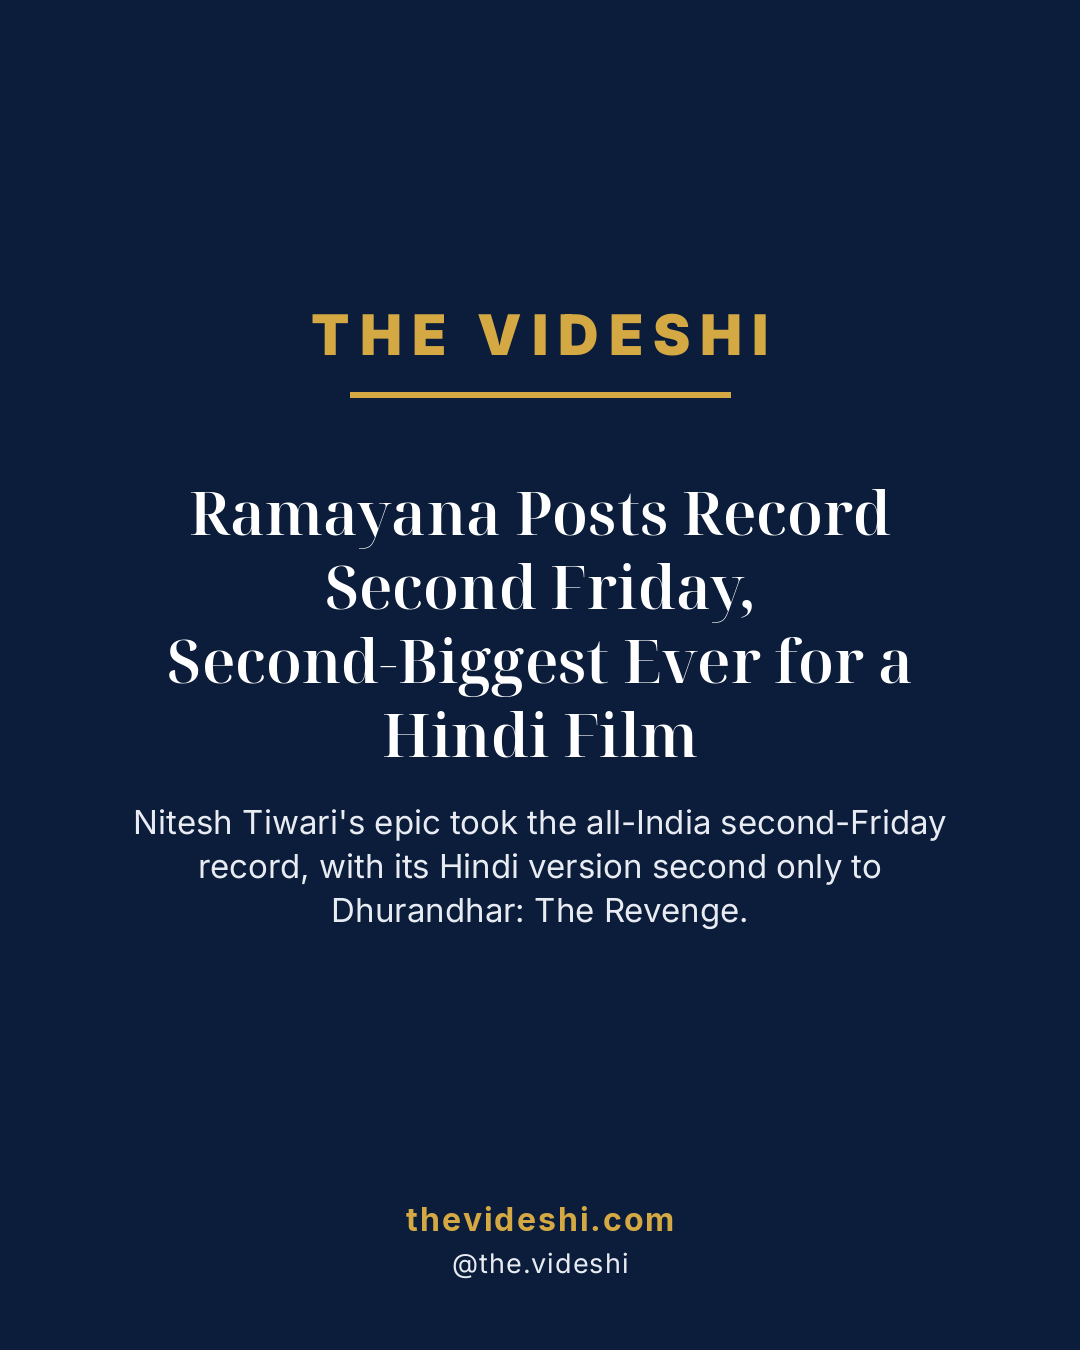 THE VIDESHI
Ramayana Posts Record
Second Friday,
Second-Biggest Ever for a
Hindi Film
Nitesh Tiwari's epic took the all-India second-Friday
record, with its Hindi version second only to
Dhurandhar: The Revenge.
thevideshi.com
@the.videshi